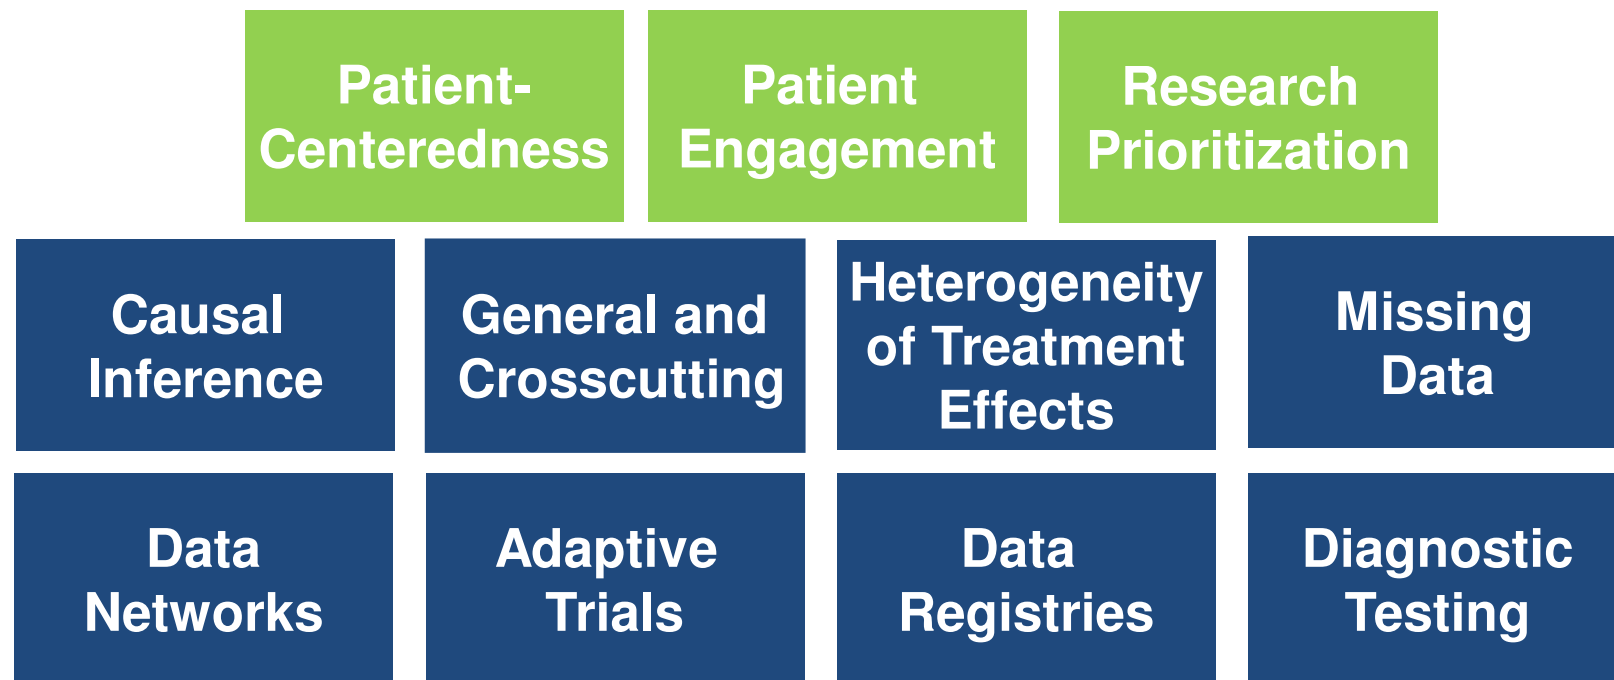 Patient-
Centeredness
Patient
Engagement
Research
Prioritization
Causal
Inference
General and
Crosscutting
Heterogeneity
of Treatment
Effects
Missing
Data
Data
Networks
Adaptive
Trials
Data
Registries
Diagnostic
Testing